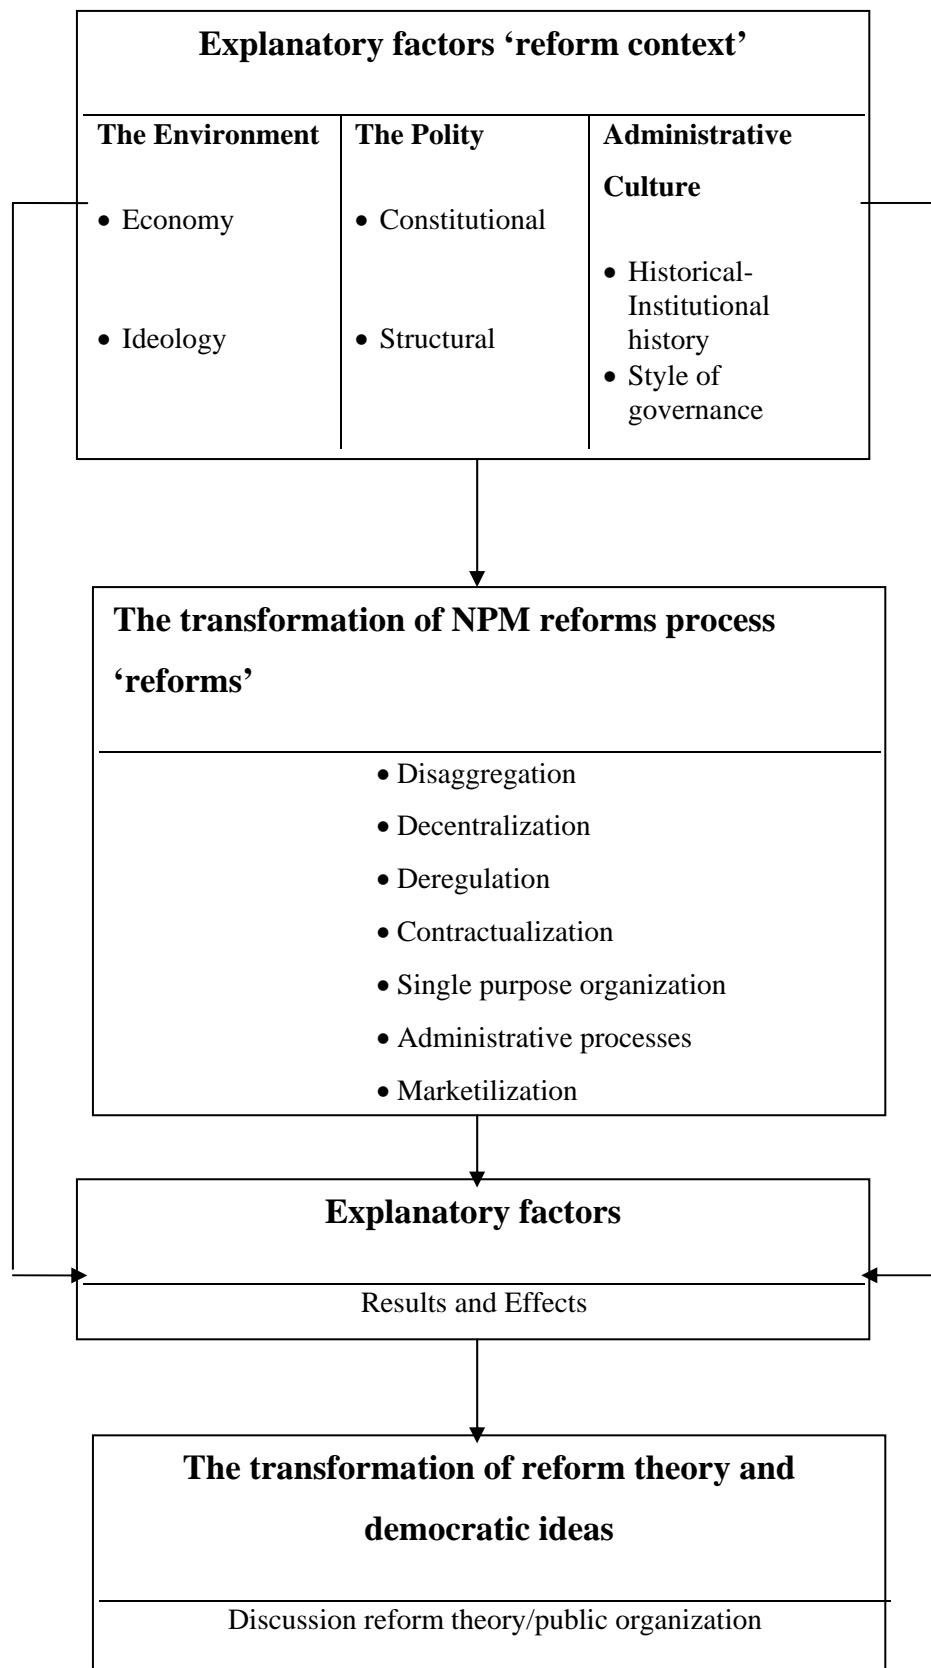 Explanatory factors ‘reform context’
The Environment
• Economy
• Ideology
The Polity
• Constitutional
• Structural
Administrative
Culture
• Historical-
Institutional
history
• Style of
governance
The transformation of NPM reforms process
‘reforms’
• Disaggregation
• Decentralization
• Deregulation
• Contractualization
• Single purpose organization
• Administrative processes
• Marketilization
Explanatory factors
Results and Effects
The transformation of reform theory and
democratic ideas
Discussion reform theory/public organization